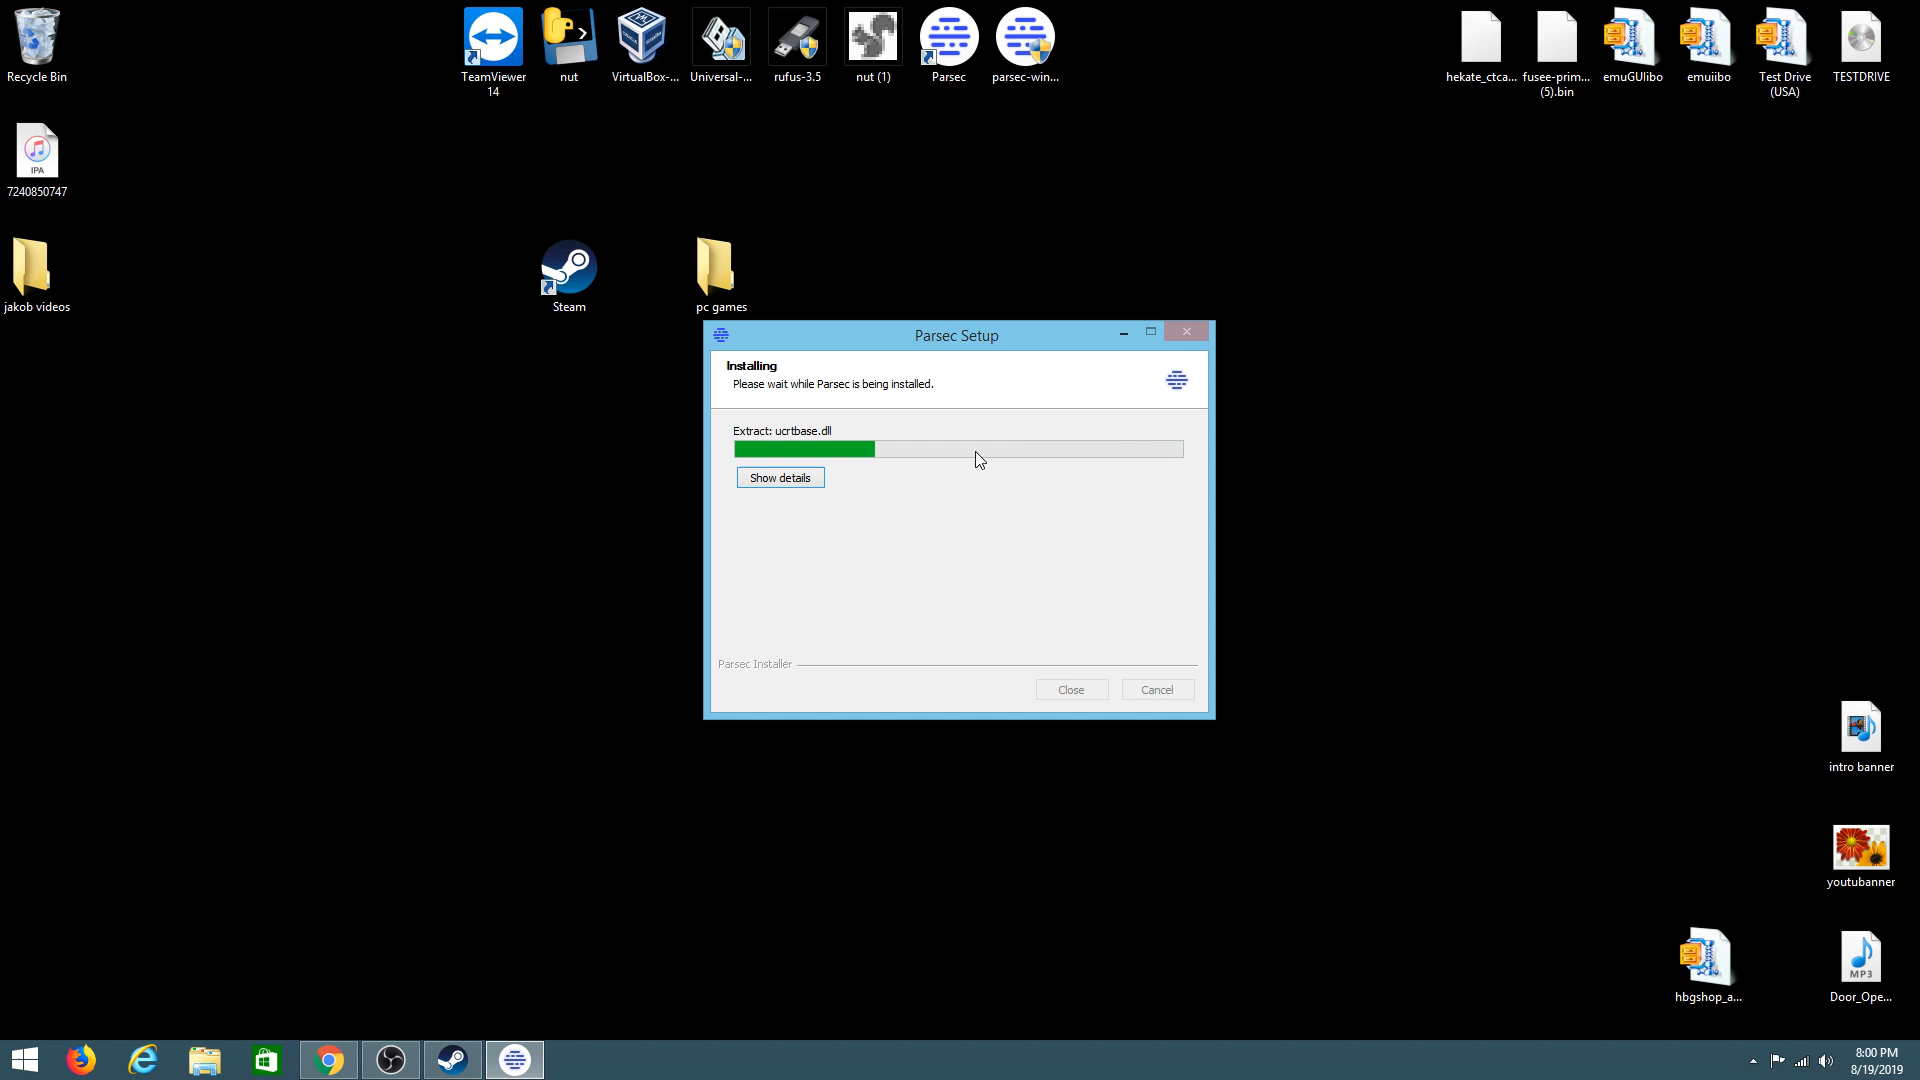 Recycle Bin
TeamViewer
14
nut
VirtualBox-...
Universal-...
rufus-3.5
nut (1)
Parsec
parsec-win...
hekate_ctca...
fusee-prim...
(5).bin
emuGUIibo
emuiibo
Test Drive
(USA)
TESTDRIVE
IPA
7240850747
jakob videos
Steam
pc games
Parsec Setup
Installing
Please wait while Parsec is being installed.
Extract: ucrtbase.dll
Show details
Parsec Installer
Close
Cancel
intro banner
youtubanner
hbgshop_a...
MP3
Door_Ope...
8:00 PM
8/19/2019